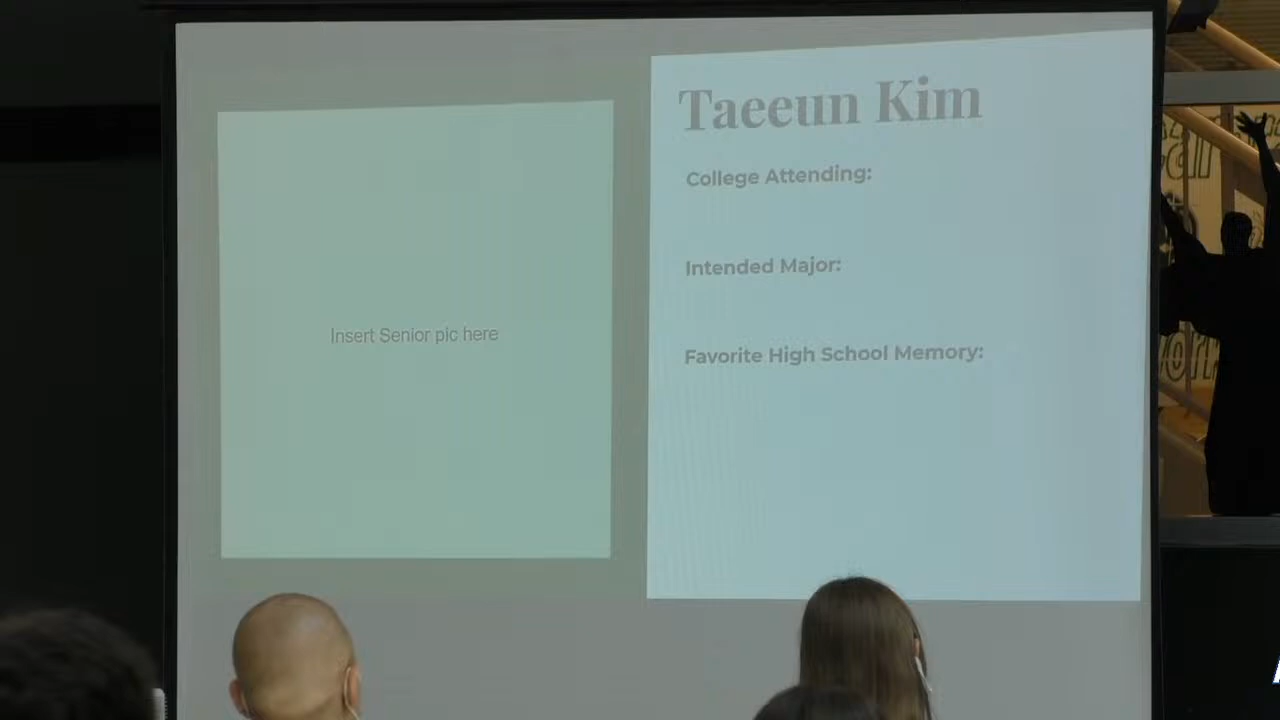 Taeeun Kim
College Attending:
Intended Major:
Insert Senior pic here
Favorite High School Memory: